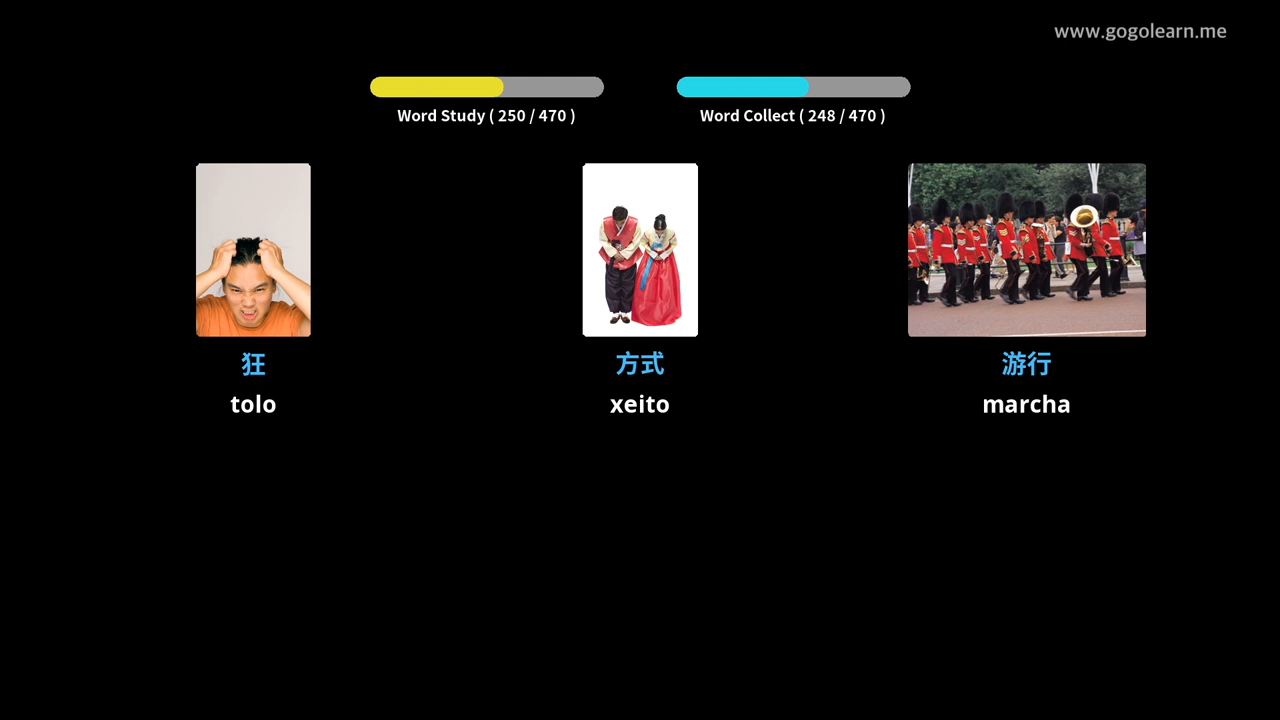 www.gogolearn.me
Word Study ( 250 / 470 )
Word Collect ( 248 / 470 )
狂
方式
游行
tolo
xeito
marcha